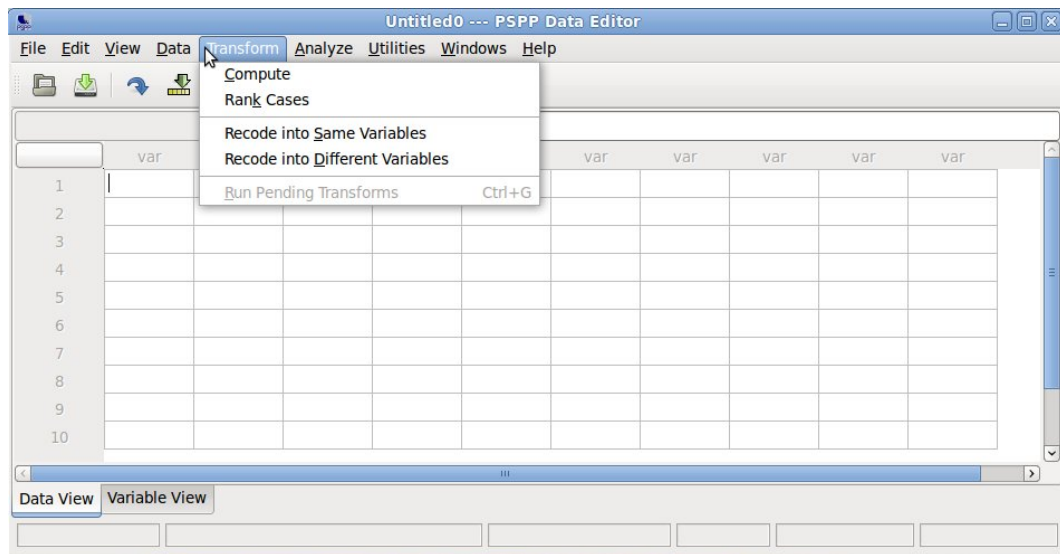 Untitled0 --- PSPP Data Editor
File Edit View Data Transform Analyze Utilities Windows Help
Compute
Rank Cases
Recode into Same Variables
Recode into Different Variables
Run Pending Transforms Ctrl+G
var var var var var var
1
2
3
4
5
6
7
8
9
10
Data View Variable View